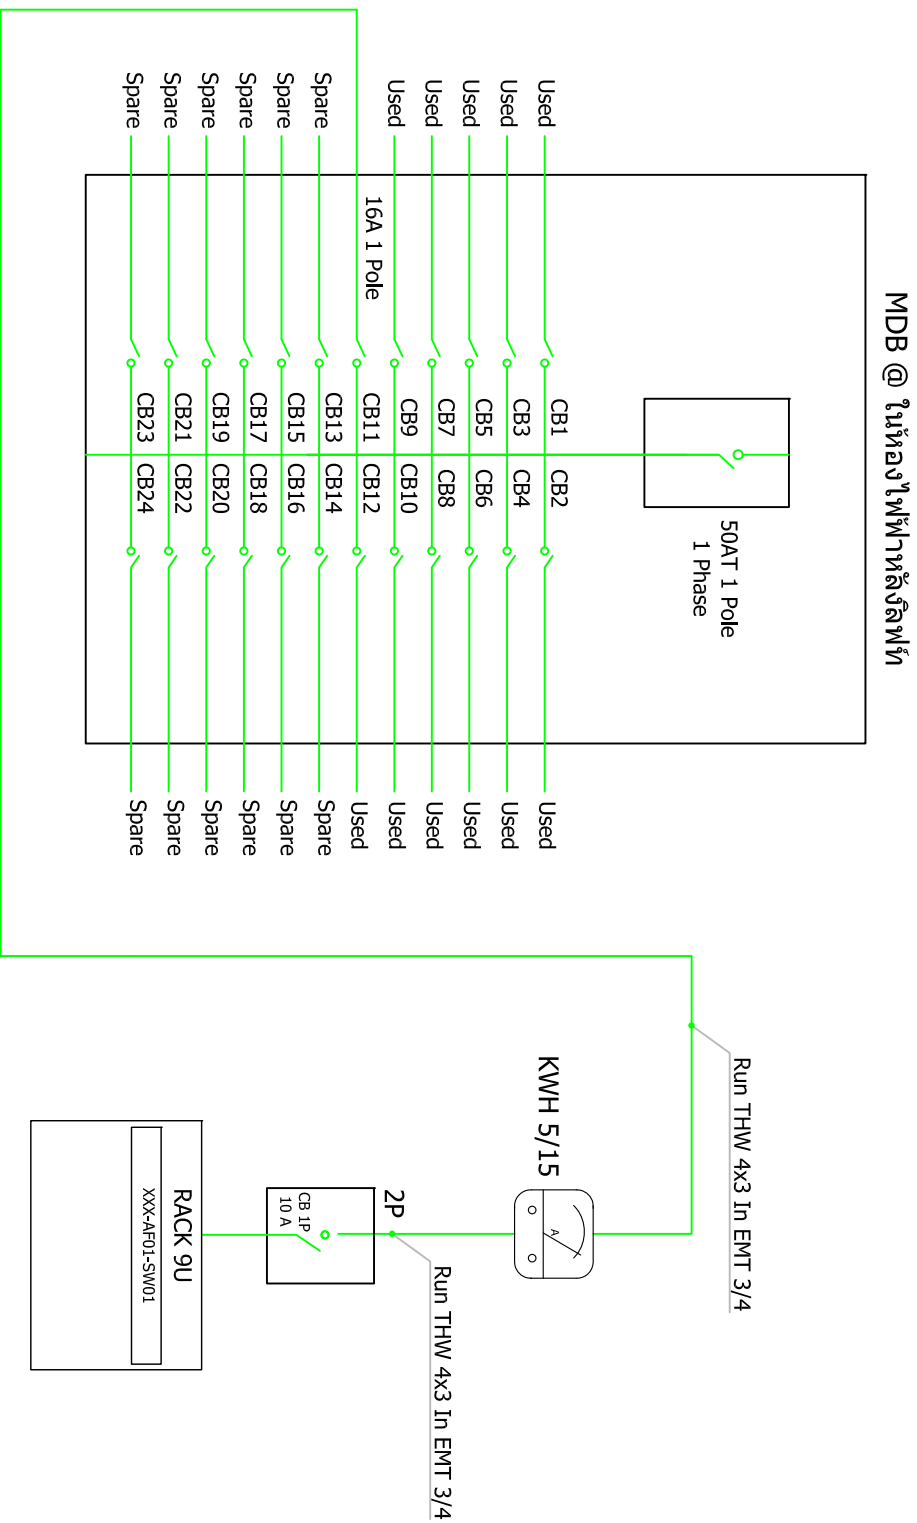 MDB @ ในห้องไฟฟ้าหลังลิฟท์
50AT 1 Pole
1 Phase
Used CB1 CB2 Used
Used CB3 CB4 Used
Used CB5 CB6 Used
Used CB7 CB8 Used
Used CB9 CB10 Used
16A 1 Pole CB11 CB12 Used
Spare CB13 CB14 Spare
Spare CB15 CB16 Spare
Spare CB17 CB18 Spare
Spare CB19 CB20 Spare
Spare CB21 CB22 Spare
Spare CB23 CB24 Spare
Run THW 4x3 In EMT 3/4
KWH 5/15
A
Run THW 4x3 In EMT 3/4
2P
CB 1P
10 A
RACK 9U
XXX-AF01-SW01